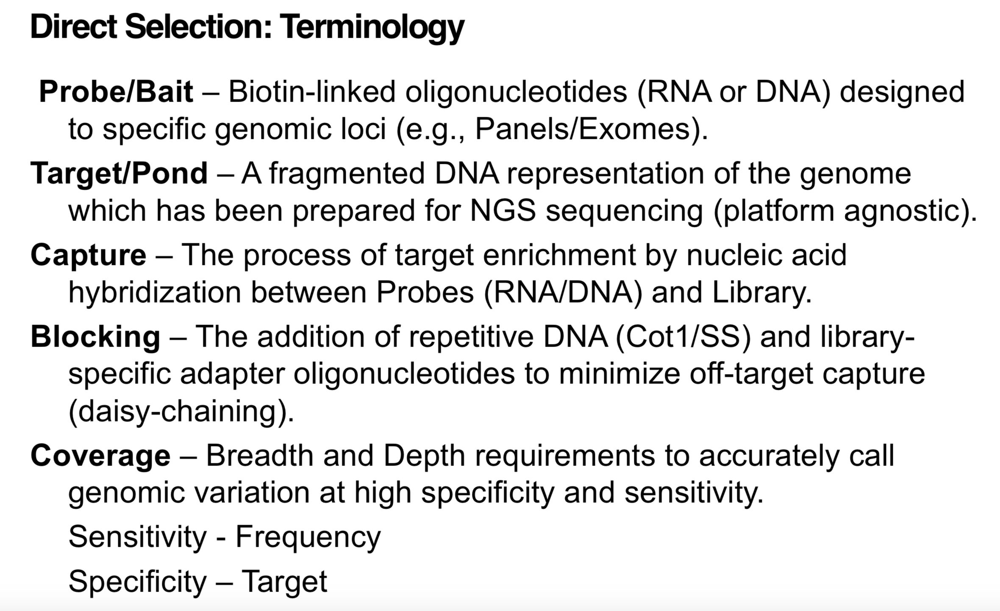 Direct Selection: Terminology
Probe/Bait – Biotin-linked oligonucleotides (RNA or DNA) designed
to specific genomic loci (e.g., Panels/Exomes).
Target/Pond – A fragmented DNA representation of the genome
which has been prepared for NGS sequencing (platform agnostic).
Capture – The process of target enrichment by nucleic acid
hybridization between Probes (RNA/DNA) and Library.
Blocking – The addition of repetitive DNA (Cot1/SS) and library-
specific adapter oligonucleotides to minimize off-target capture
(daisy-chaining).
Coverage – Breadth and Depth requirements to accurately call
genomic variation at high specificity and sensitivity.
Sensitivity - Frequency
Specificity – Target